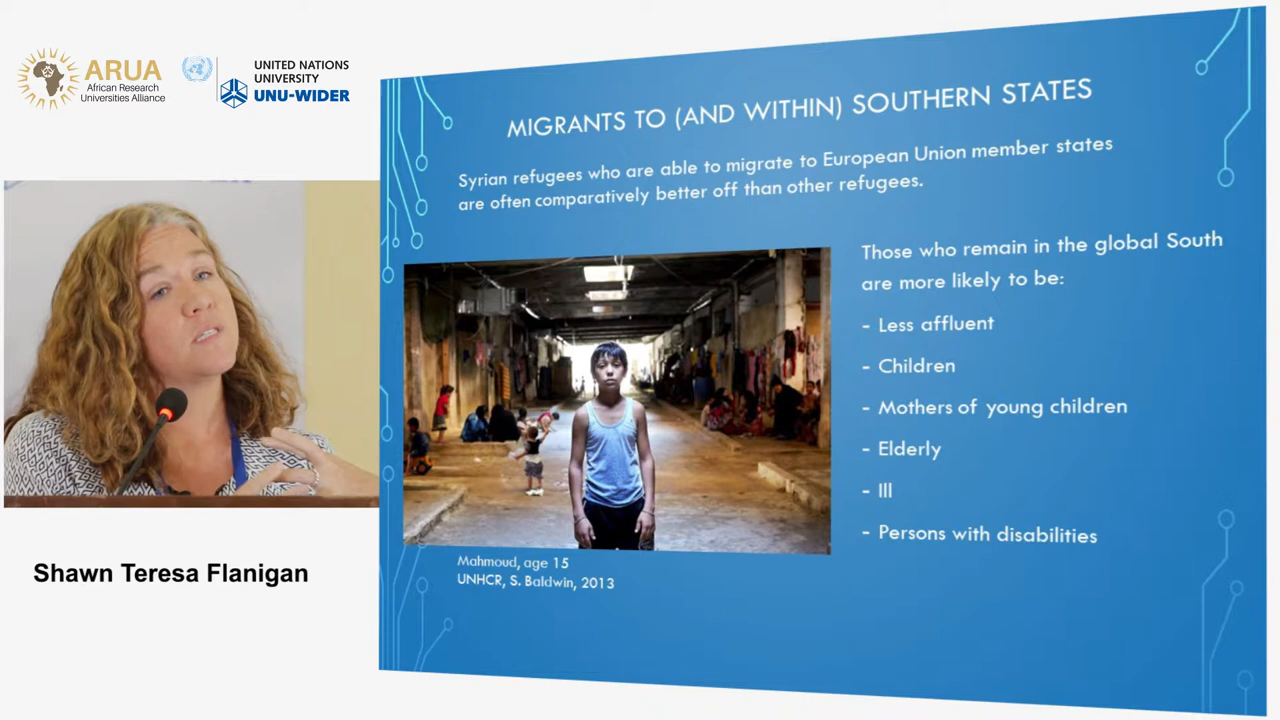 ARUA
African Research
Universities Alliance
UNITED NATIONS
UNIVERSITY
UNU-WIDER
MIGRANTS TO (AND WITHIN) SOUTHERN STATES
Syrian refugees who are able to migrate to European Union member states
are often comparatively better off than other refugees.
Those who remain in the global South
are more likely to be:
- Less affluent
- Children
- Mothers of young children
- Elderly
- Ill
- Persons with disabilities
Mahmoud, age 15
UNHCR, S. Baldwin, 2013
Shawn Teresa Flanigan